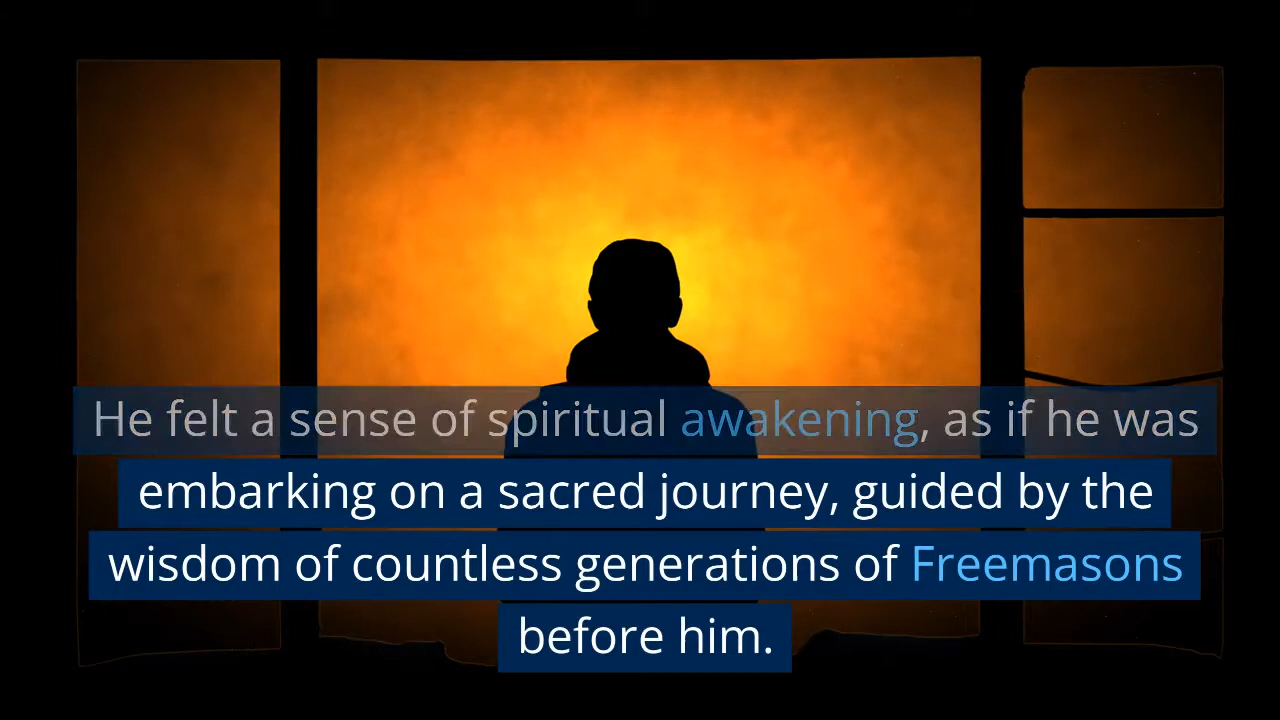 He felt a sense of spiritual awakening, as if he was
embarking on a sacred journey, guided by the
wisdom of countless generations of Freemasons
before him.